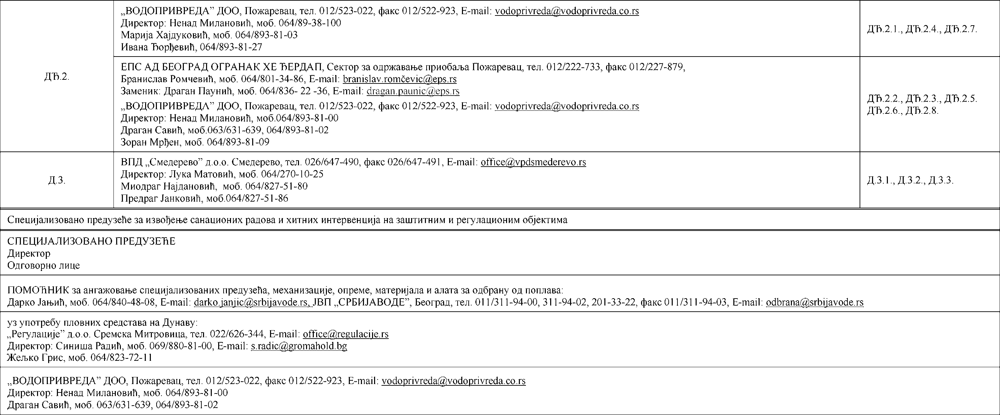 „ВОДОПРИВРЕДА” ДОО, Пожаревац, тел. 012/523-022, факс 012/522-923, E-mail: vodoprivreda@vodoprivreda.co.rs
Директор: Ненад Милановић, моб. 064/89-38-100
Марија Хајдуковић, моб. 064/893-81-03
Ивана Ђорђевић, 064/893-81-27
ДЂ.2.1., ДЂ.2.4., ДЂ.2.7.
ДЂ.2.
ЕПС АД БЕОГРАД ОГРАНАК ХЕ ЂЕРДАП, Сектор за одржавање приобаља Пожаревац, тел. 012/222-733, факс 012/227-879,
Бранислав Ромчевић, моб. 064/801-34-86, E-mail: branislav.romčevic@eps.rs
Заменик: Драган Паунић, моб. 064/836- 22 -36, E-mail: dragan.paunic@eps.rs
„ВОДОПРИВРЕДА” ДОО, Пожаревац, тел. 012/523-022, факс 012/522-923, E-mail: vodoprivreda@vodoprivreda.co.rs
Директор: Ненад Милановић, моб.064/893-81-00
Драган Савић, моб.063/631-639, 064/893-81-02
Зоран Мрђен, моб. 064/893-81-09
ДЂ.2.2., ДЂ.2.3., ДЂ.2.5.
ДЂ.2.6., ДЂ.2.8.
Д.3.
ВПД „Смедерево” д.о.о. Смедерево, тел. 026/647-490, факс 026/647-491, E-mail: office@vpdsmederevo.rs
Директор: Лука Матовић, моб. 064/270-10-25
Миодраг Најдановић, моб. 064/827-51-80
Предраг Јанковић, моб.064/827-51-86
Д.3.1., Д.3.2., Д.3.3.
Специјализовано предузеће за извођење санационих радова и хитних интервенција на заштитним и регулационим објектима
СПЕЦИЈАЛИЗОВАНО ПРЕДУЗЕЋЕ
Директор
Одговорно лице
ПОМОЋНИК за ангажовање специјализованих предузећа, механизације, опреме, материјала и алата за одбрану од поплава:
Дарко Јањић, моб. 064/840-48-08, E-mail: darko.janjic@srbijavode.rs, ЈВП „СРБИЈАВОДЕ”, Београд, тел. 011/311-94-00, 311-94-02, 201-33-22, факс 011/311-94-03, E-mail: odbrana@srbijavode.rs
уз употребу пловних средстава на Дунаву:
„Регулације” д.о.о. Сремска Митровица, тел. 022/626-344, E-mail: office@regulacije.rs
Директор: Синиша Радић, моб. 069/880-81-00, E-mail: s.radic@gromahold.bg
Жељко Грис, моб. 064/823-72-11
„ВОДОПРИВРЕДА” ДОО, Пожаревац, тел. 012/523-022, факс 012/522-923, E-mail: vodoprivreda@vodoprivreda.co.rs
Директор: Ненад Милановић, моб. 064/893-81-00
Драган Савић, моб. 063/631-639, 064/893-81-02